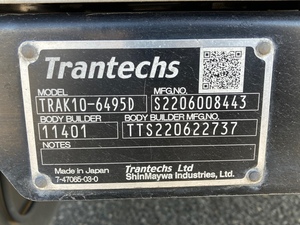 Trantechs
MODEL MFG.NO.
TRAK10-6495D S2206008443
BODY BUILDER BODY BUILDER MFG.NO.
11401 TTS220622737
NOTES
Made in Japan Trantechs Ltd
7-47065-03-0 ShinMaywa Industries, Ltd.